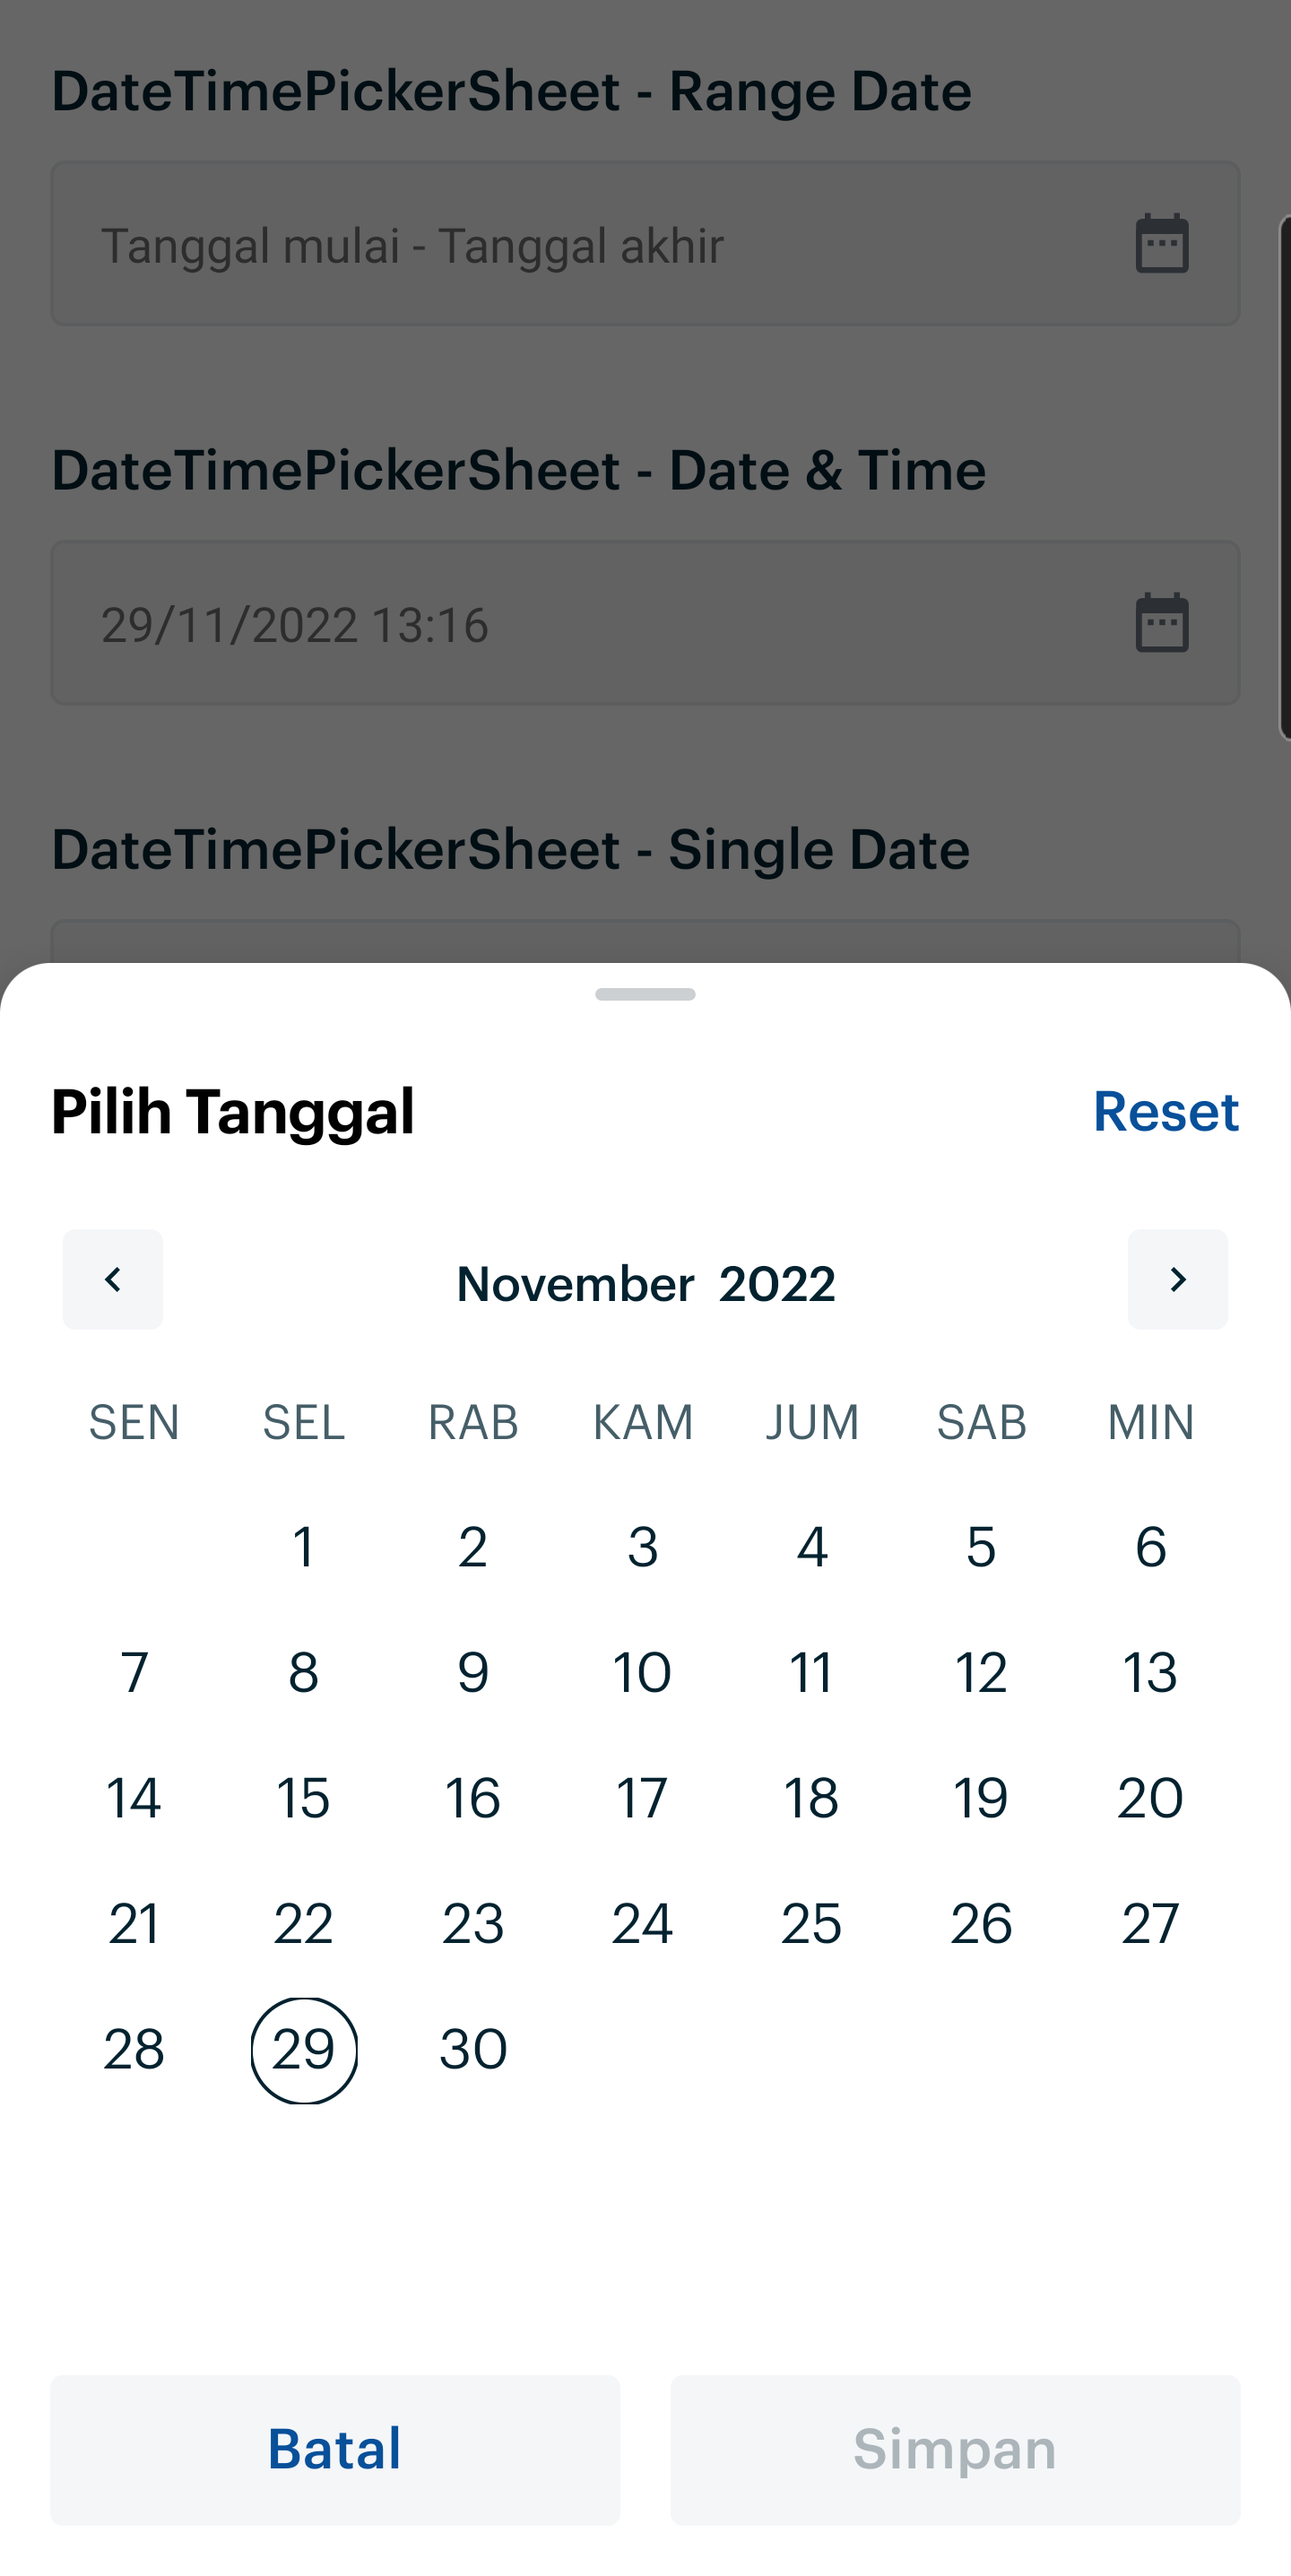 DateTimePickerSheet - Range Date
Tanggal mulai - Tanggal akhir
DateTimePickerSheet - Date & Time
29/11/2022 13:16
DateTimePickerSheet - Single Date
Pilih Tanggal Reset
November 2022
SEN SEL RAB KAM JUM SAB MIN
1 2 3 4 5 6
7 8 9 10 11 12 13
14 15 16 17 18 19 20
21 22 23 24 25 26 27
28 29 30
Batal Simpan